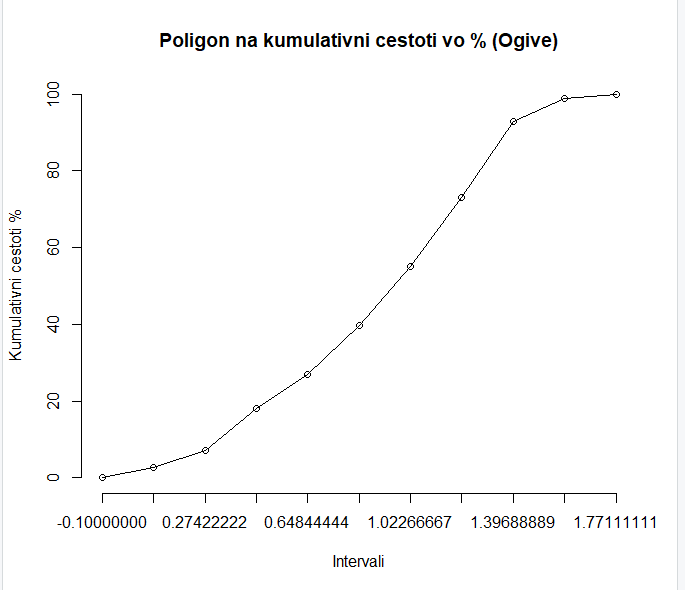 Poligon na kumulativni cestoti vo % (Ogive)
100
80
60
40
20
0
Kumulativni cestoti %
-0.10000000 0.27422222 0.64844444 1.02266667 1.39688889 1.77111111
Intervali